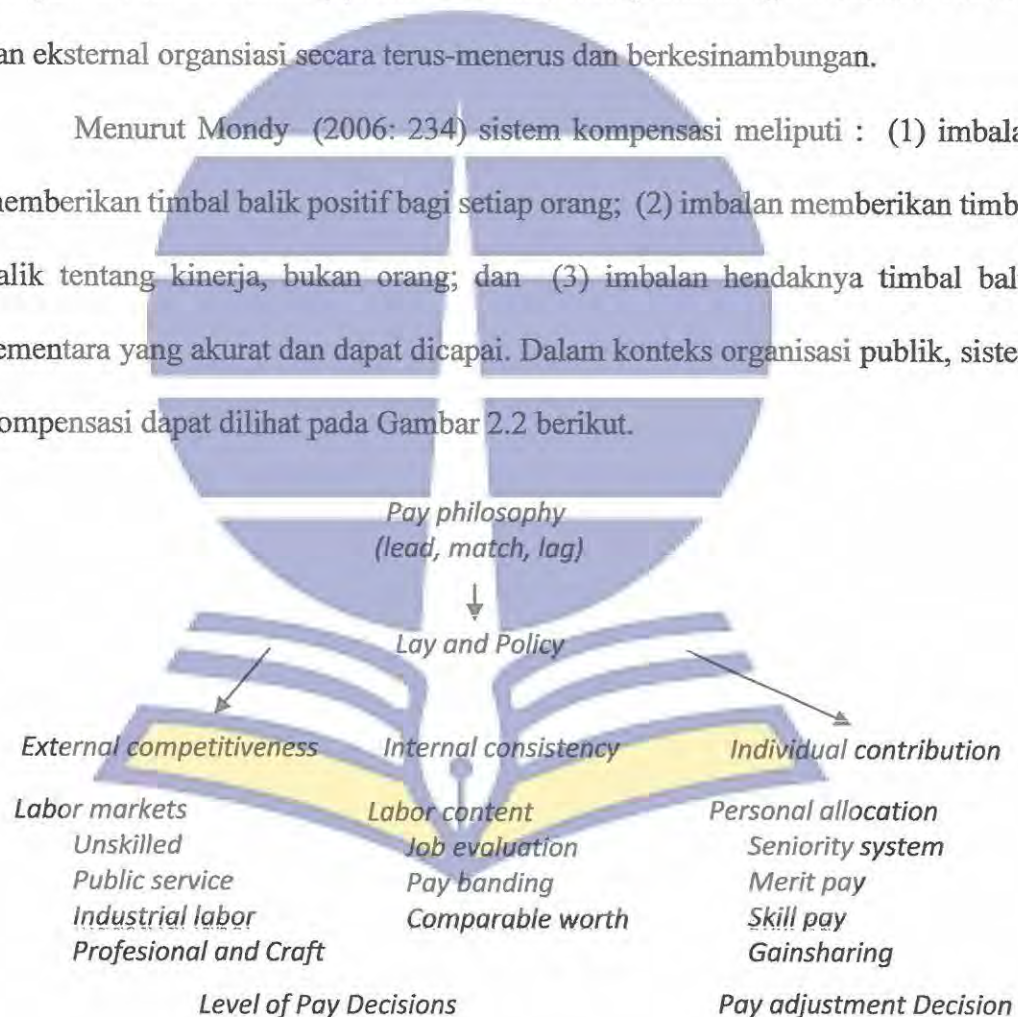 an eksternal organsiasi secara terus-menerus dan berkesinambungan.
Menurut Mondy (2006: 234) sistem kompensasi meliputi : (1) imbala
nemberikan timbal balik positif bagi setiap orang; (2) imbalan memberikan timb
alik tentang kinerja, bukan orang; dan (3) imbalan hendaknya timbal bal
ementara yang akurat dan dapat dicapai. Dalam konteks organisasi publik, siste
ompensasi dapat dilihat pada Gambar 2.2 berikut.
Pay philosophy
(lead, match, lag)
Lay and Policy
External competitiveness Internal consistency Individual contribution
Labor markets Labor content Personal allocation
Unskilled Job evaluation Seniority system
Public service Pay banding Merit pay
Industrial labor Comparable worth Skill pay
Profesional and Craft Gainsharing
Level of Pay Decisions Pay adjustment Decision